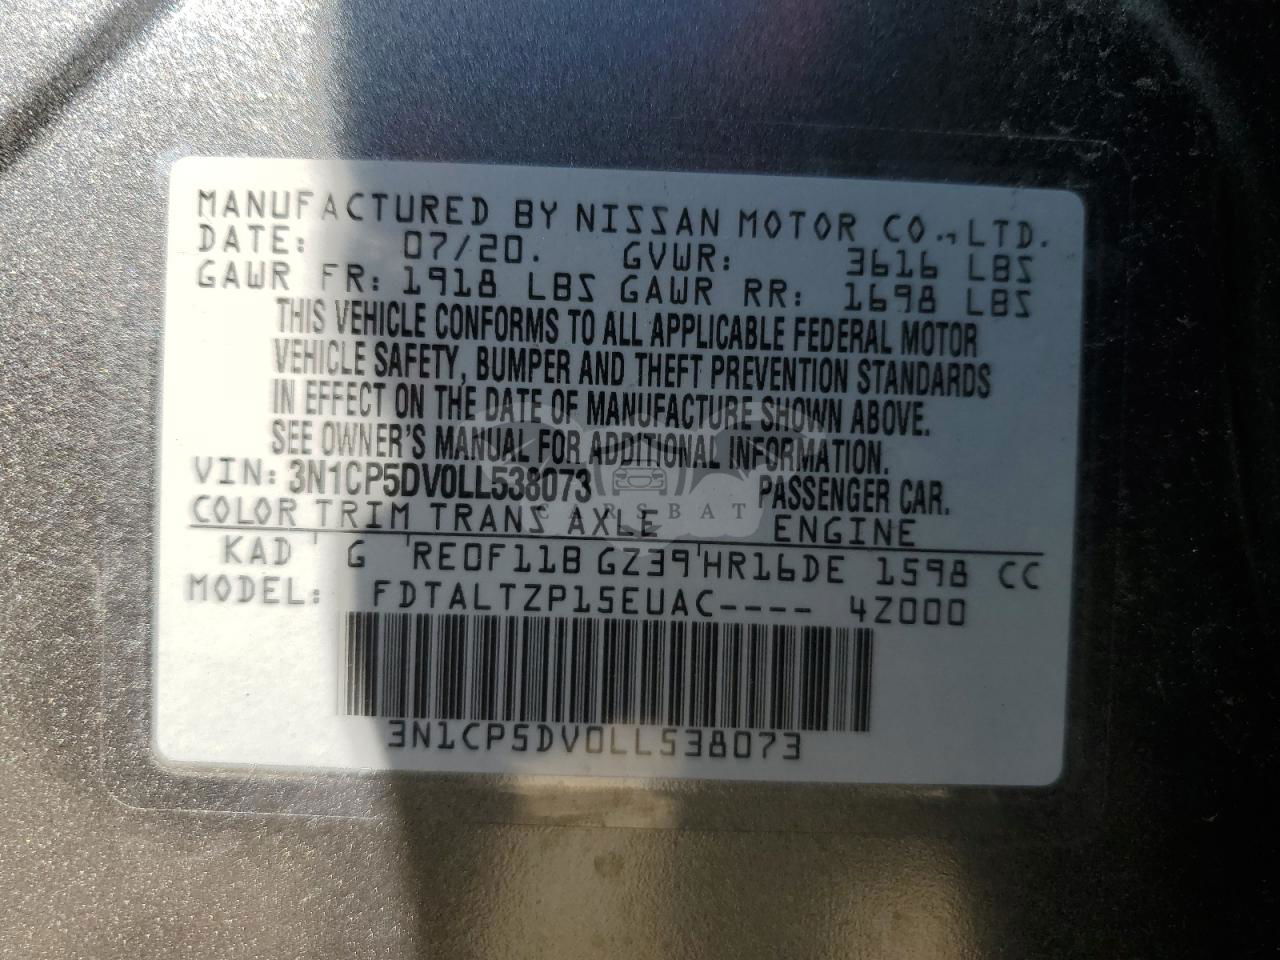 MANUFACTURED BY NISSAN MOTOR CO., LTD.
DATE: 07/20. GVWR: 3616 LBS
GAWR FR: 1918 LBS GAWR RR: 1698 LBS
THIS VEHICLE CONFORMS TO ALL APPLICABLE FEDERAL MOTOR
VEHICLE SAFETY, BUMPER AND THEFT PREVENTION STANDARDS
IN EFFECT ON THE DATE OF MANUFACTURE SHOWN ABOVE.
SEE OWNER'S MANUAL FOR ADDITIONAL INFORMATION.
VIN: 3N1CP5DV0LL538073 PASSENGER CAR.
COLOR TRIM TRANS AXLE ENGINE
KAD ' G 'RE0F11B GZ39'HR16DE 1598 CC
MODEL: FDTALTZP15EUAC---- 4Z000
3N1CP5DV0LL538073
CARSBAT